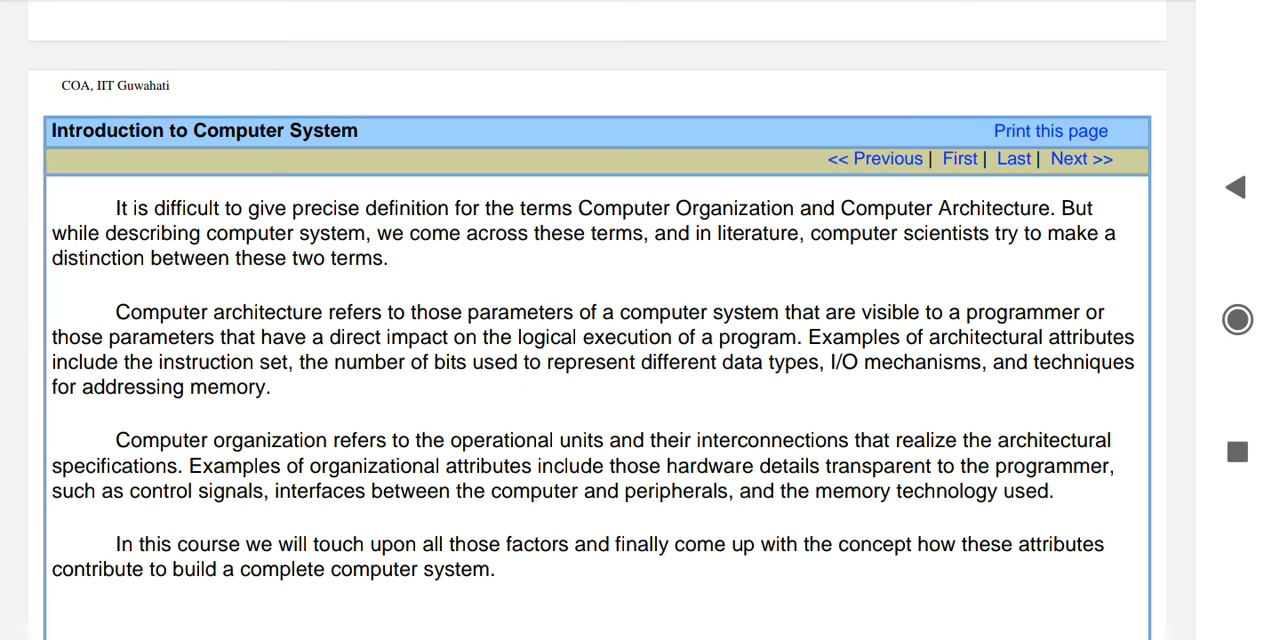 COA, IIT Guwahati
Introduction to Computer System
Print this page
<< Previous | First | Last | Next >>
It is difficult to give precise definition for the terms Computer Organization and Computer Architecture. But
while describing computer system, we come across these terms, and in literature, computer scientists try to make a
distinction between these two terms.
Computer architecture refers to those parameters of a computer system that are visible to a programmer or
those parameters that have a direct impact on the logical execution of a program. Examples of architectural attributes
include the instruction set, the number of bits used to represent different data types, I/O mechanisms, and techniques
for addressing memory.
Computer organization refers to the operational units and their interconnections that realize the architectural
specifications. Examples of organizational attributes include those hardware details transparent to the programmer,
such as control signals, interfaces between the computer and peripherals, and the memory technology used.
In this course we will touch upon all those factors and finally come up with the concept how these attributes
contribute to build a complete computer system.